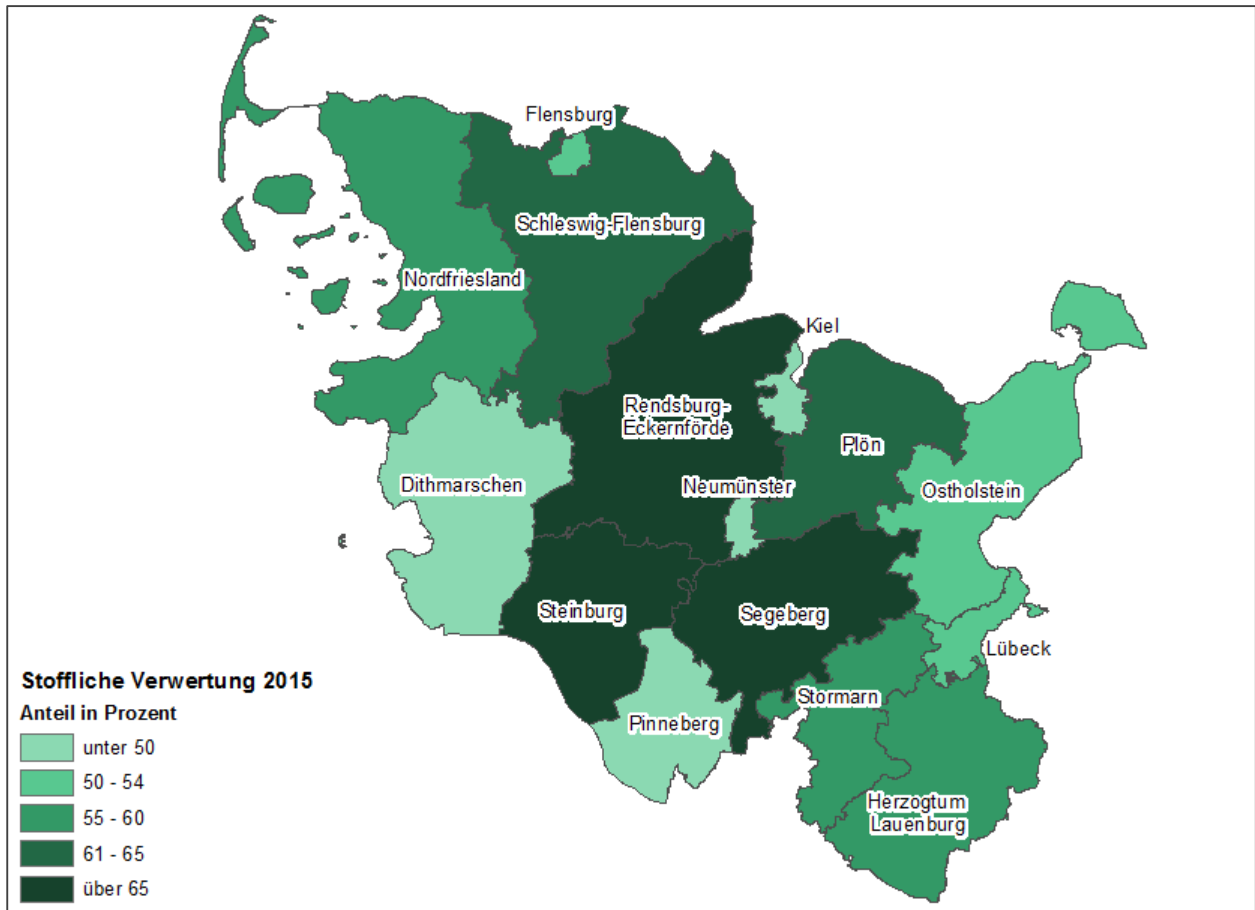 Flensburg
Schleswig-Flensburg
Nordfriesland
Kiel
Rendsburg-
Eckernförde
Plön
Dithmarschen
Neumünster
Ostholstein
Steinburg
Segeberg
Lübeck
Stormarn
Pinneberg
Herzogtum
Lauenburg
Stoffliche Verwertung 2015
Anteil in Prozent
unter 50
50 - 54
55 - 60
61 - 65
über 65